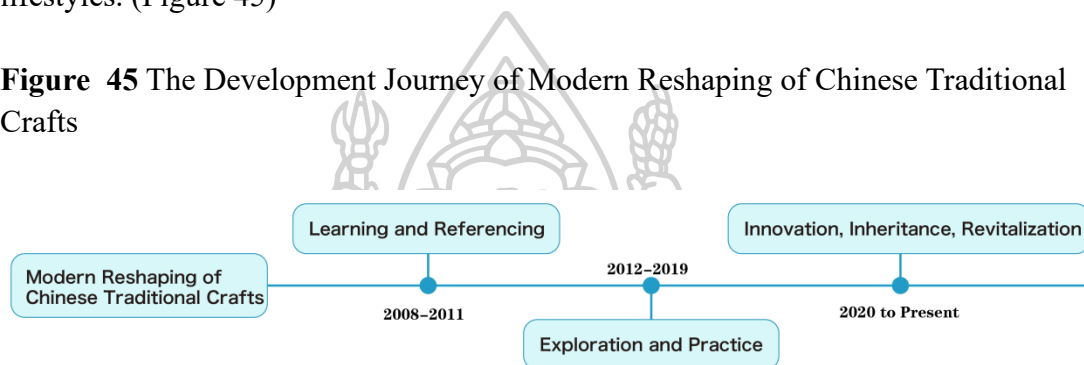 lifestyles. (Figure 45)
Figure 45 The Development Journey of Modern Reshaping of Chinese Traditional
Crafts
Learning and Referencing
Innovation, Inheritance, Revitalization
Modern Reshaping of
Chinese Traditional Crafts
2012–2019
2008–2011
2020 to Present
Exploration and Practice